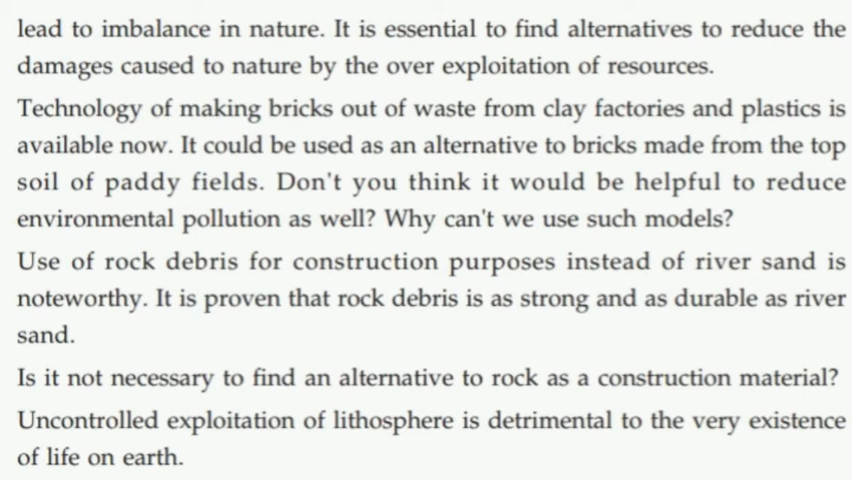 lead to imbalance in nature. It is essential to find alternatives to reduce the
damages caused to nature by the over exploitation of resources.
Technology of making bricks out of waste from clay factories and plastics is
available now. It could be used as an alternative to bricks made from the top
soil of paddy fields. Don't you think it would be helpful to reduce
environmental pollution as well? Why can't we use such models?
Use of rock debris for construction purposes instead of river sand is
noteworthy. It is proven that rock debris is as strong and as durable as river
sand.
Is it not necessary to find an alternative to rock as a construction material?
Uncontrolled exploitation of lithosphere is detrimental to the very existence
of life on earth.